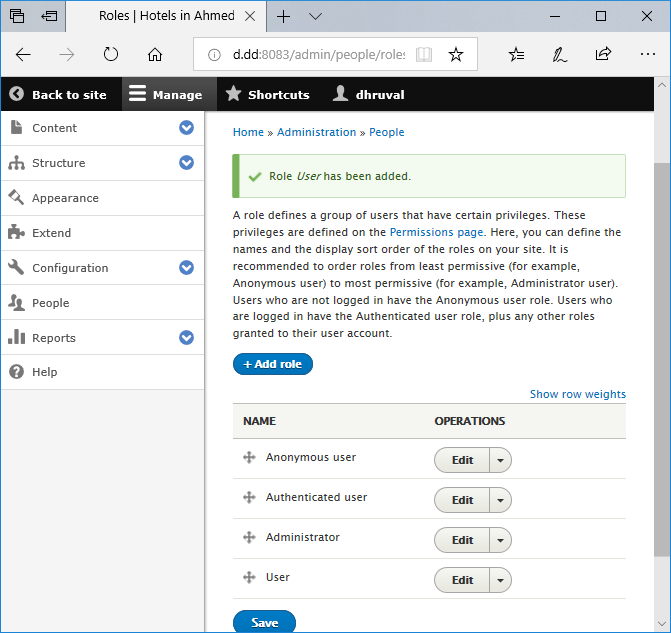 Roles | Hotels in Ahmed
d.dd:8083/admin/people/roles
Back to site
Manage
Shortcuts
dhruval
Content
Structure
Appearance
Extend
Configuration
People
Reports
Help
Home » Administration » People
Role User has been added.
A role defines a group of users that have certain privileges. These
privileges are defined on the Permissions page. Here, you can define the
names and the display sort order of the roles on your site. It is
recommended to order roles from least permissive (for example,
Anonymous user) to most permissive (for example, Administrator user).
Users who are not logged in have the Anonymous user role. Users who
are logged in have the Authenticated user role, plus any other roles
granted to their user account.
+ Add role
Show row weights
NAME OPERATIONS
Anonymous user Edit
Authenticated user Edit
Administrator Edit
User Edit
Save